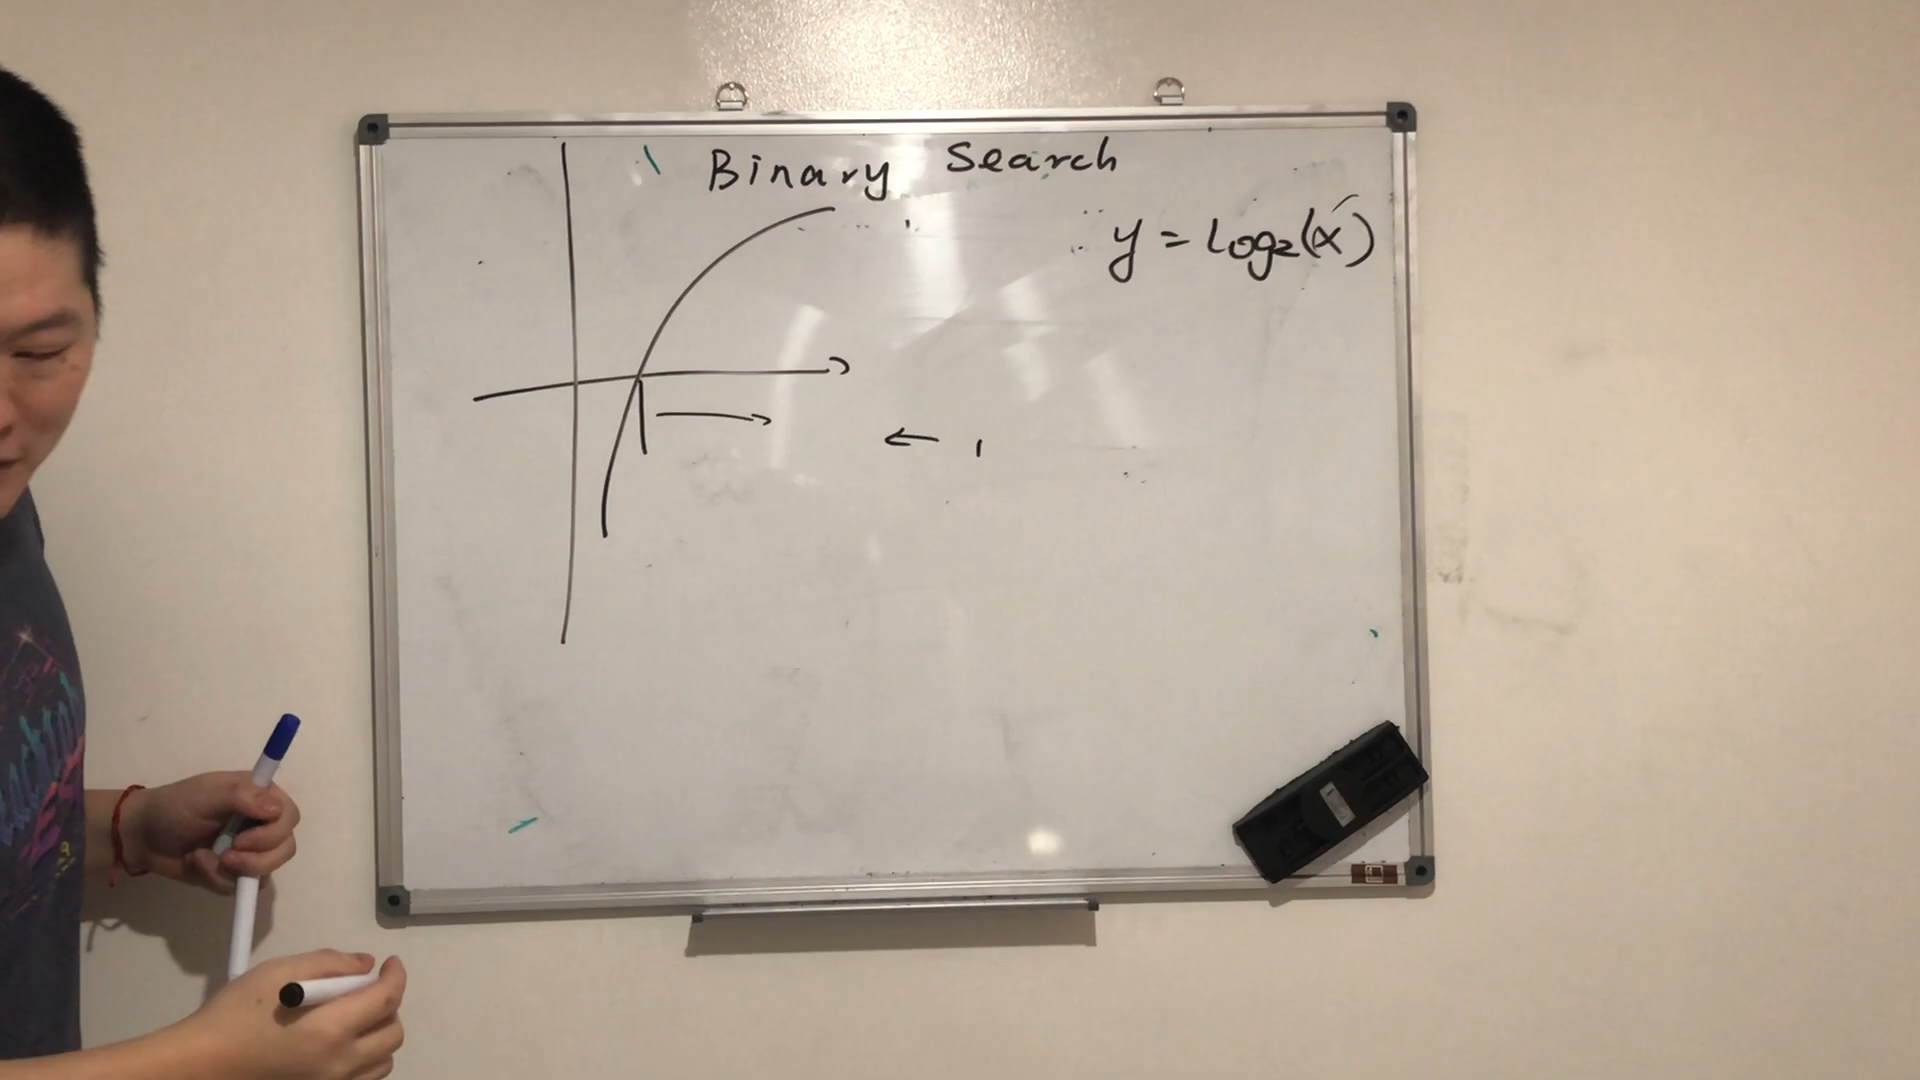 Binary Search
y = log₂(x)